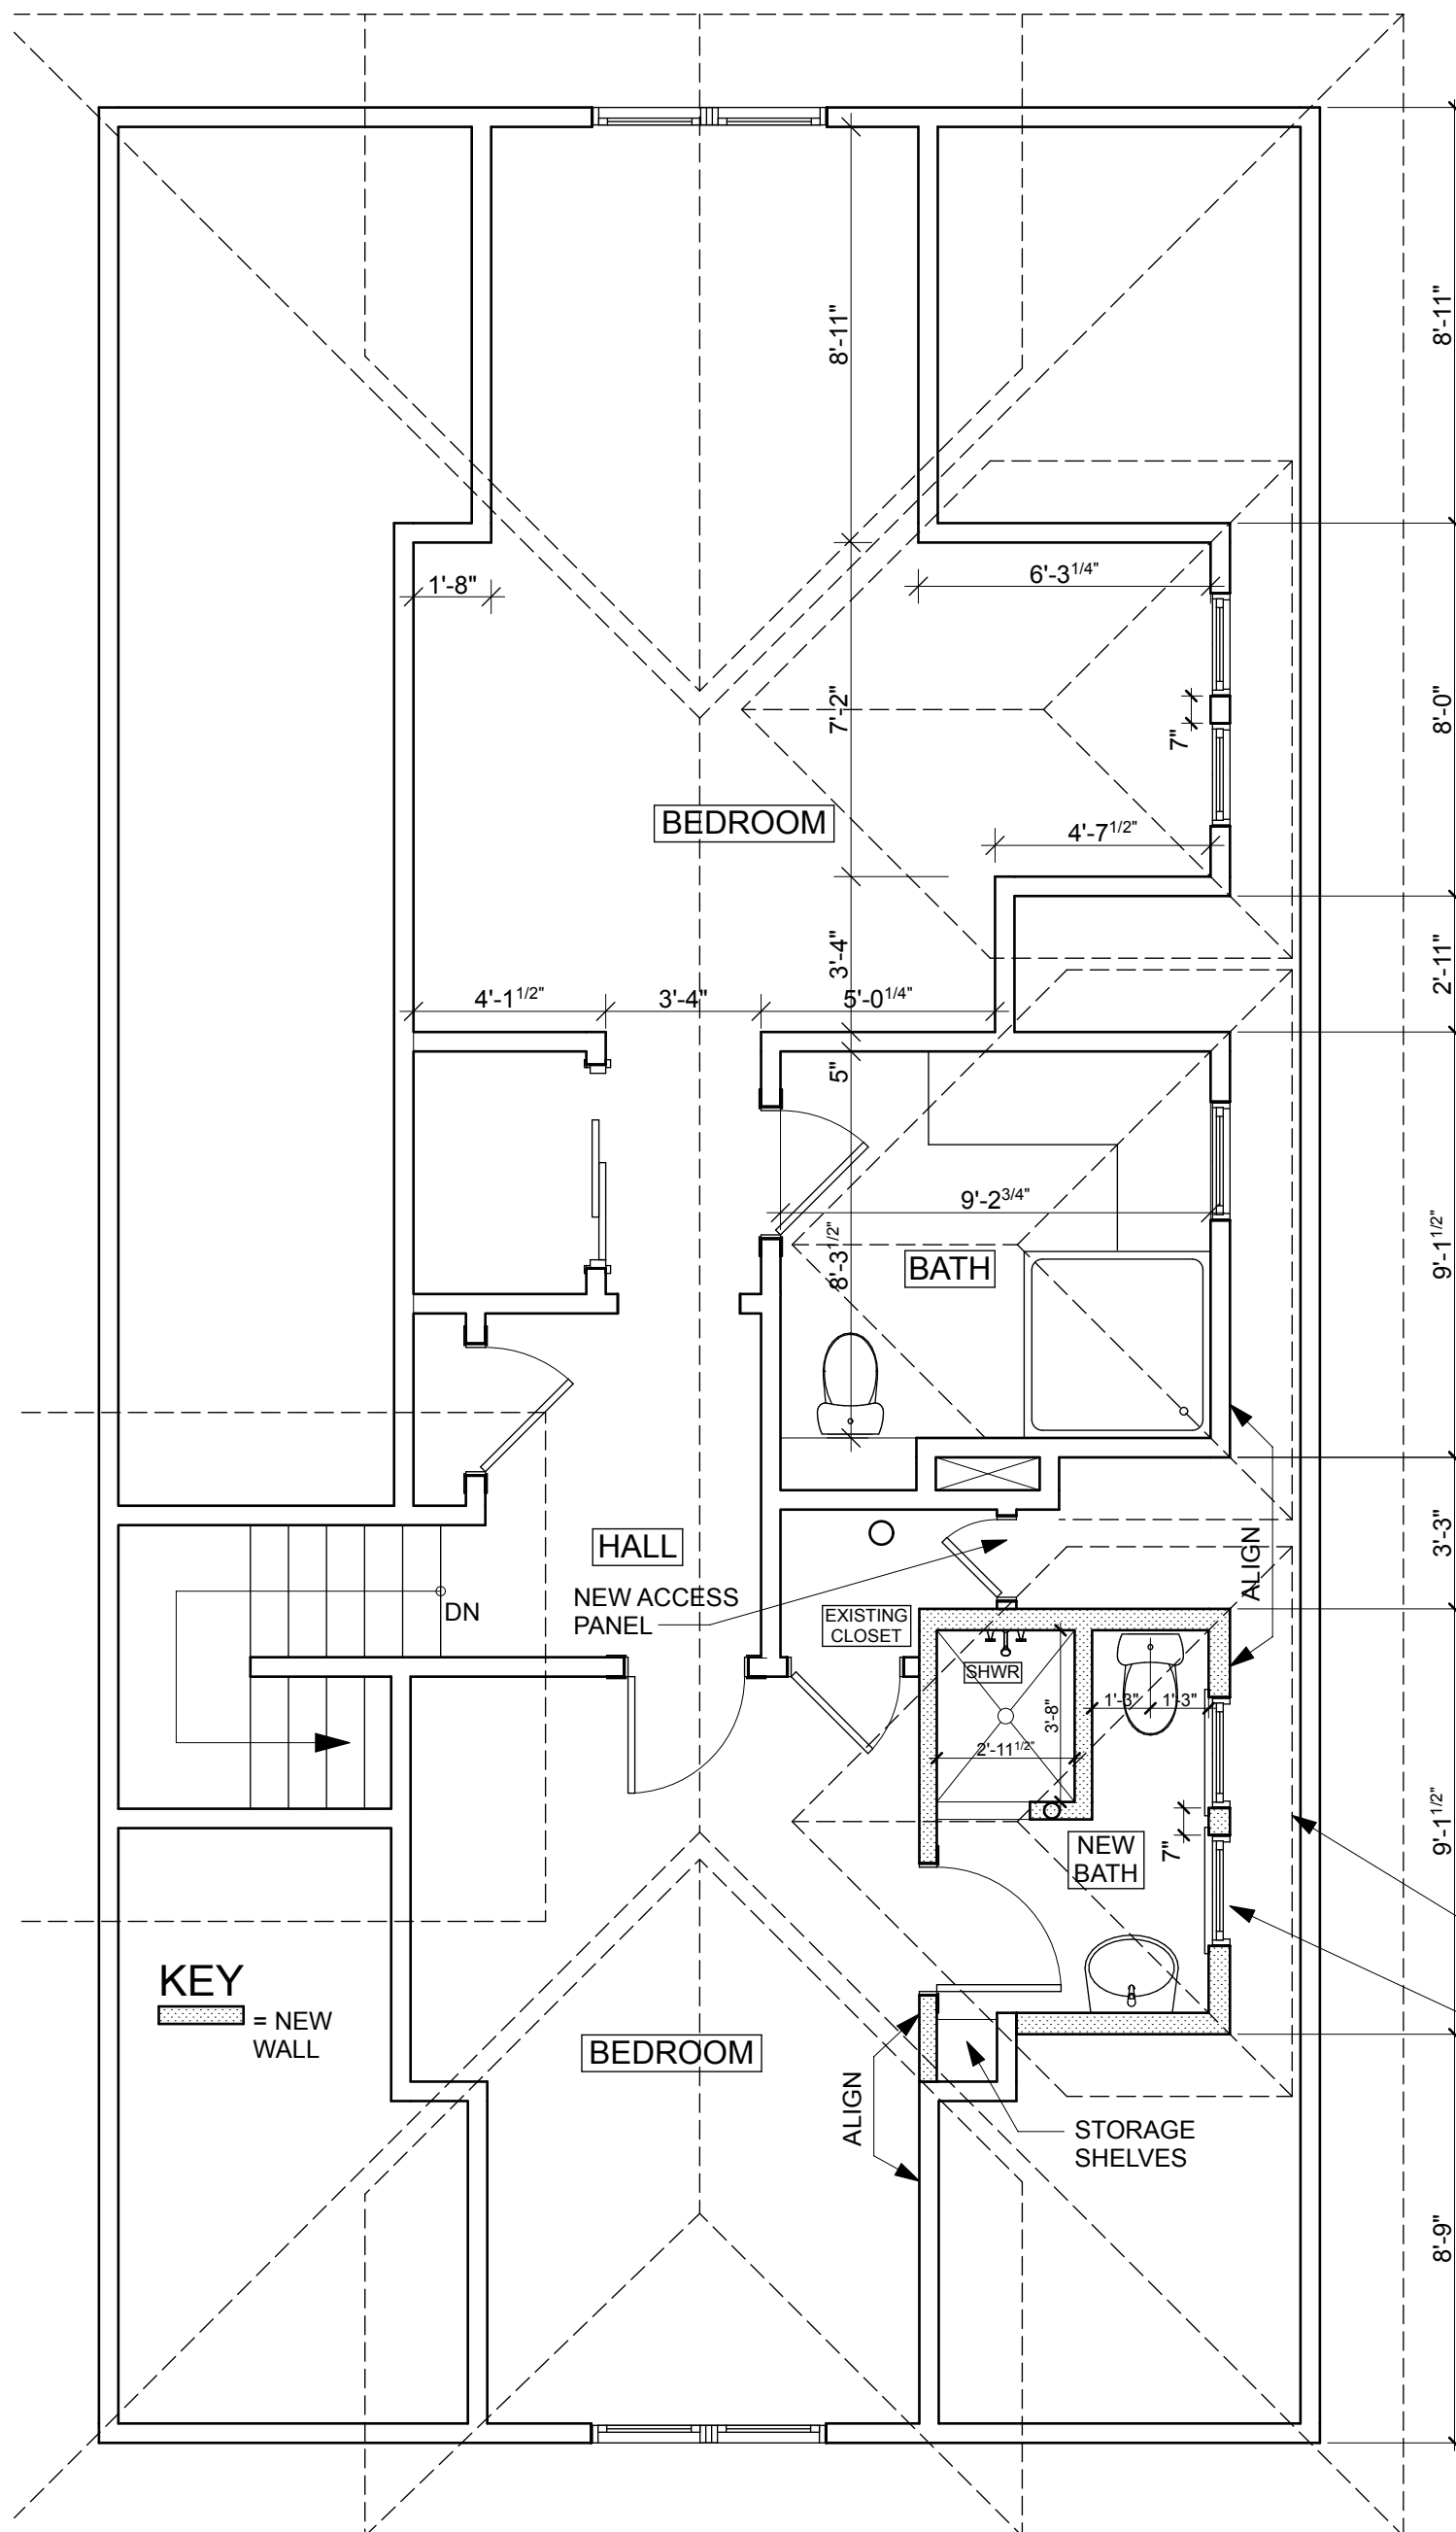 8'-11"
8'-11"
1'-8"
6'-3 1/4"
7'-2"
7"
8'-0"
BEDROOM
4'-7 1/2"
3'-4"
2'-11"
4'-1 1/2"
3'-4"
5'-0 1/4"
5"
9'-2 3/4"
8'-3 1/2"
BATH
9'-1 1/2"
HALL
ALIGN
3'-3"
NEW ACCESS
PANEL
DN
EXISTING
CLOSET
SHWR
1'-3"
1'-3"
3'-8"
2'-11 1/2"
7"
NEW
BATH
9'-1 1/2"
KEY
= NEW
WALL
BEDROOM
ALIGN
STORAGE
SHELVES
8'-9"